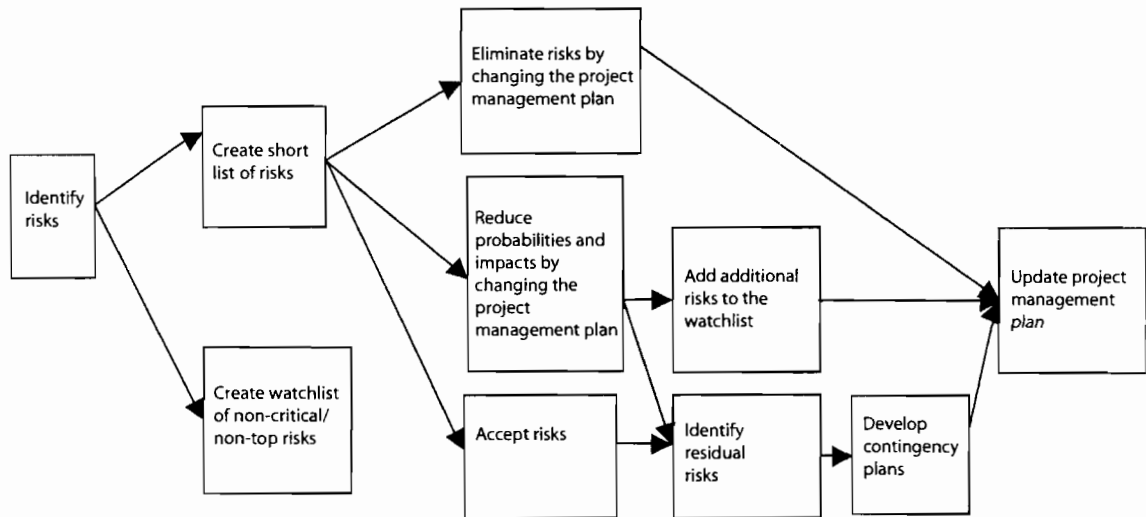 Identify
risks
Create short
list of risks
Create watchlist
of non-critical/
non-top risks
Eliminate risks by
changing the project
management plan
Reduce
probabilities and
impacts by
changing the
project
management plan
Accept risks
Add additional
risks to the
watchlist
Identify
residual
risks
Develop
contingency
plans
Update project
management
plan